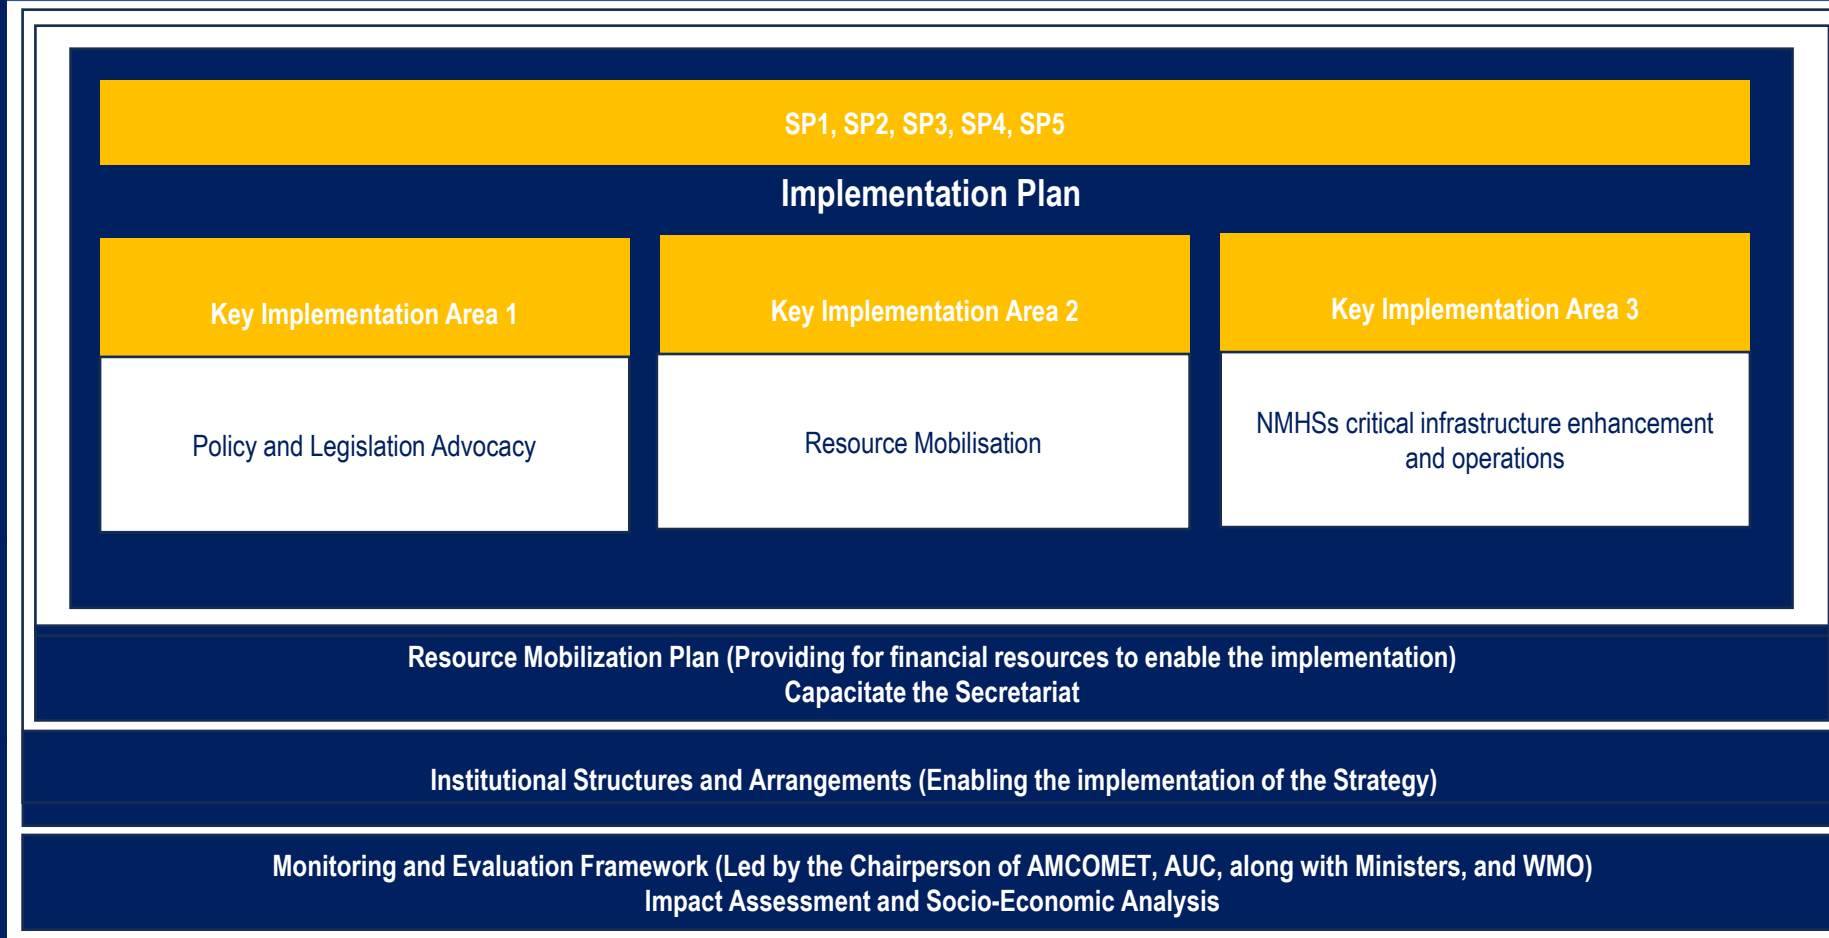 SP1, SP2, SP3, SP4, SP5
Implementation Plan
Key Implementation Area 1
Policy and Legislation Advocacy
Key Implementation Area 2
Resource Mobilisation
Key Implementation Area 3
NMHSs critical infrastructure enhancement
and operations
Resource Mobilization Plan (Providing for financial resources to enable the implementation)
Capacitate the Secretariat
Institutional Structures and Arrangements (Enabling the implementation of the Strategy)
Monitoring and Evaluation Framework (Led by the Chairperson of AMCOMET, AUC, along with Ministers, and WMO)
Impact Assessment and Socio-Economic Analysis